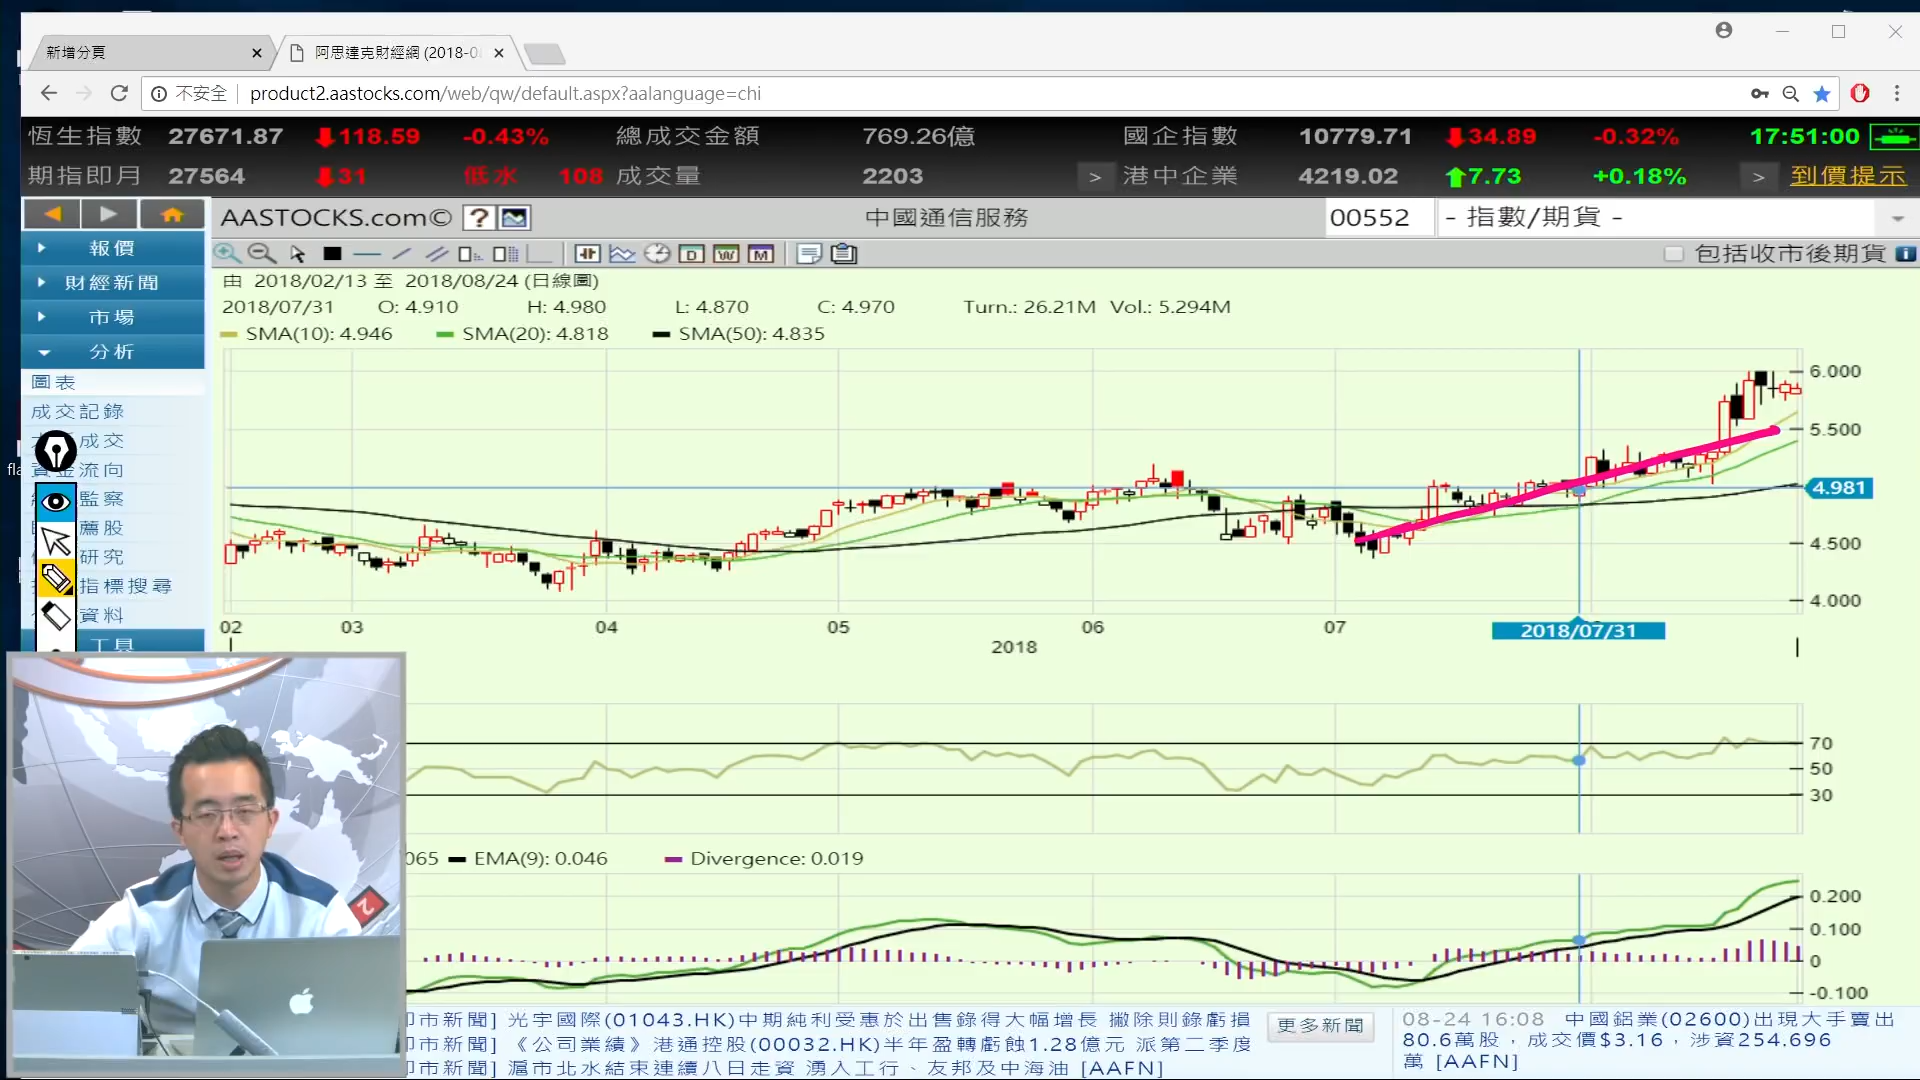 新增分頁
阿思達克財經網 (2018-0
不安全 product2.aastocks.com/web/qw/default.aspx?aalanguage=chi
恆生指數 27671.87 118.59 -0.43% 總成交金額 769.26億 國企指數 10779.71 34.89 -0.32% 17:51:00
期指即月 27564 31 低水 108 成交量 2203 > 港中企業 4219.02 7.73 +0.18% > 到價提示
AASTOCKS.com© ? 中國通信服務 00552 - 指數/期貨 -
D W M 包括收市後期貨 i
報價
財經新聞
市場
分析
圖表
成交記錄
成交
資金流向
監察
薦股
研究
指標搜尋
資料
工具
由 2018/02/13 至 2018/08/24 (日線圖)
2018/07/31 O: 4.910 H: 4.980 L: 4.870 C: 4.970 Turn.: 26.21M Vol.: 5.294M
SMA(10): 4.946 SMA(20): 4.818 SMA(50): 4.835
6.000
5.500
4.981
4.500
4.000
02 03 04 05 06 07 2018/07/31
2018
70
50
30
065 EMA(9): 0.046 Divergence: 0.019
0.200
0.100
0
-0.100
2
市新聞] 光宇國際(01043.HK)中期純利受惠於出售錄得大幅增長 撇除則錄虧損
市新聞] 《公司業績》港通控股(00032.HK)半年盈轉虧蝕1.28億元 派第二季度
市新聞] 滬市北水結束連續八日走資 湧入工行、友邦及中海油 [AAFN]
更多新聞
08-24 16:08 中國鋁業(02600)出現大手賣出
80.6萬股，成交價$3.16，涉資254.696
萬 [AAFN]